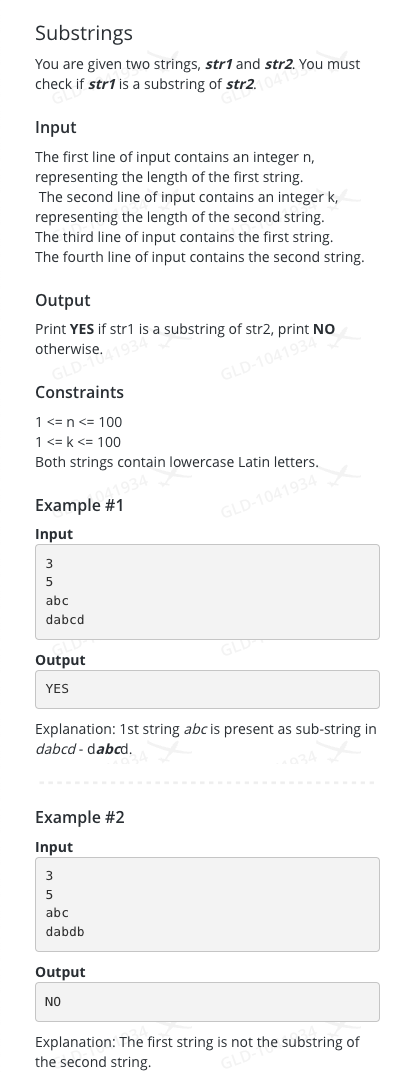 Substrings
You are given two strings, str1 and str2. You must
check if str1 is a substring of str2.
Input
The first line of input contains an integer n,
representing the length of the first string.
The second line of input contains an integer k,
representing the length of the second string.
The third line of input contains the first string.
The fourth line of input contains the second string.
Output
Print YES if str1 is a substring of str2, print NO
otherwise.
Constraints
1 <= n <= 100
1 <= k <= 100
Both strings contain lowercase Latin letters.
Example #1
Input
3
5
abc
dabcd
Output
YES
Explanation: 1st string abc is present as sub-string in
dabcd - dabcd.
Example #2
Input
3
5
abc
dabdb
Output
NO
Explanation: The first string is not the substring of
the second string.